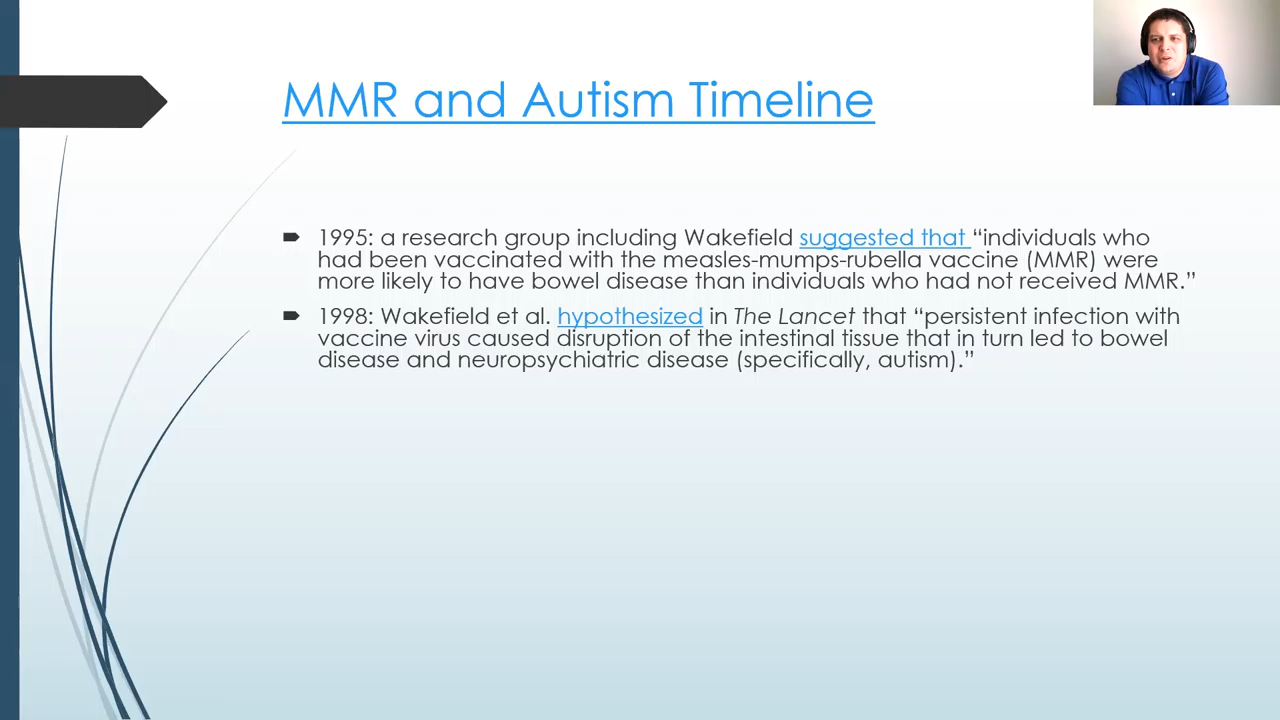 MMR and Autism Timeline
1995: a research group including Wakefield suggested that “individuals who
had been vaccinated with the measles-mumps-rubella vaccine (MMR) were
more likely to have bowel disease than individuals who had not received MMR.”
1998: Wakefield et al. hypothesized in The Lancet that “persistent infection with
vaccine virus caused disruption of the intestinal tissue that in turn led to bowel
disease and neuropsychiatric disease (specifically, autism).”